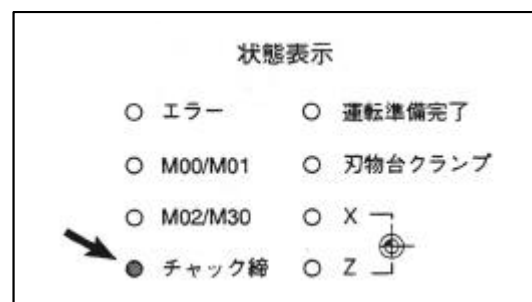 状態表示
エラー
運転準備完了
M00/M01
刃物台クランプ
M02/M30
X
チャック締
Z